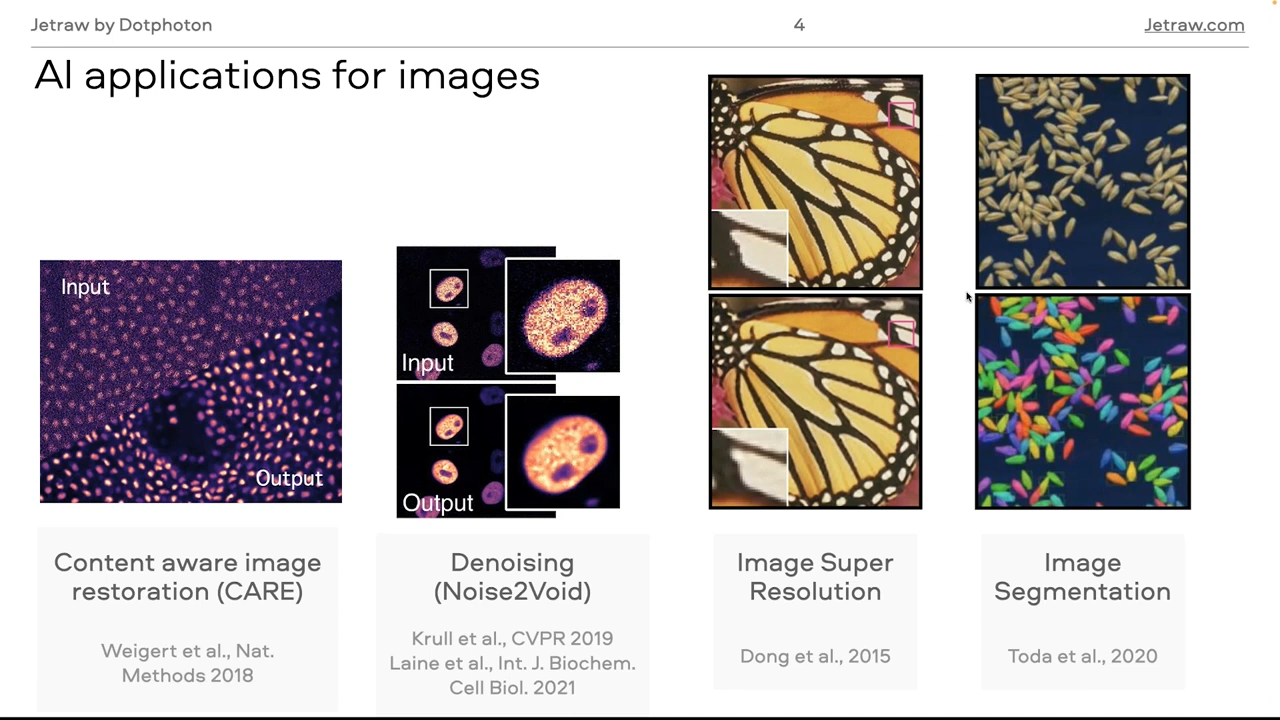 Jetraw by Dotphoton
4
Jetraw.com
AI applications for images
Input
Output
Input
Output
Content aware image
restoration (CARE)
Weigert et al., Nat.
Methods 2018
Denoising
(Noise2Void)
Krull et al., CVPR 2019
Laine et al., Int. J. Biochem.
Cell Biol. 2021
Image Super
Resolution
Dong et al., 2015
Image
Segmentation
Toda et al., 2020